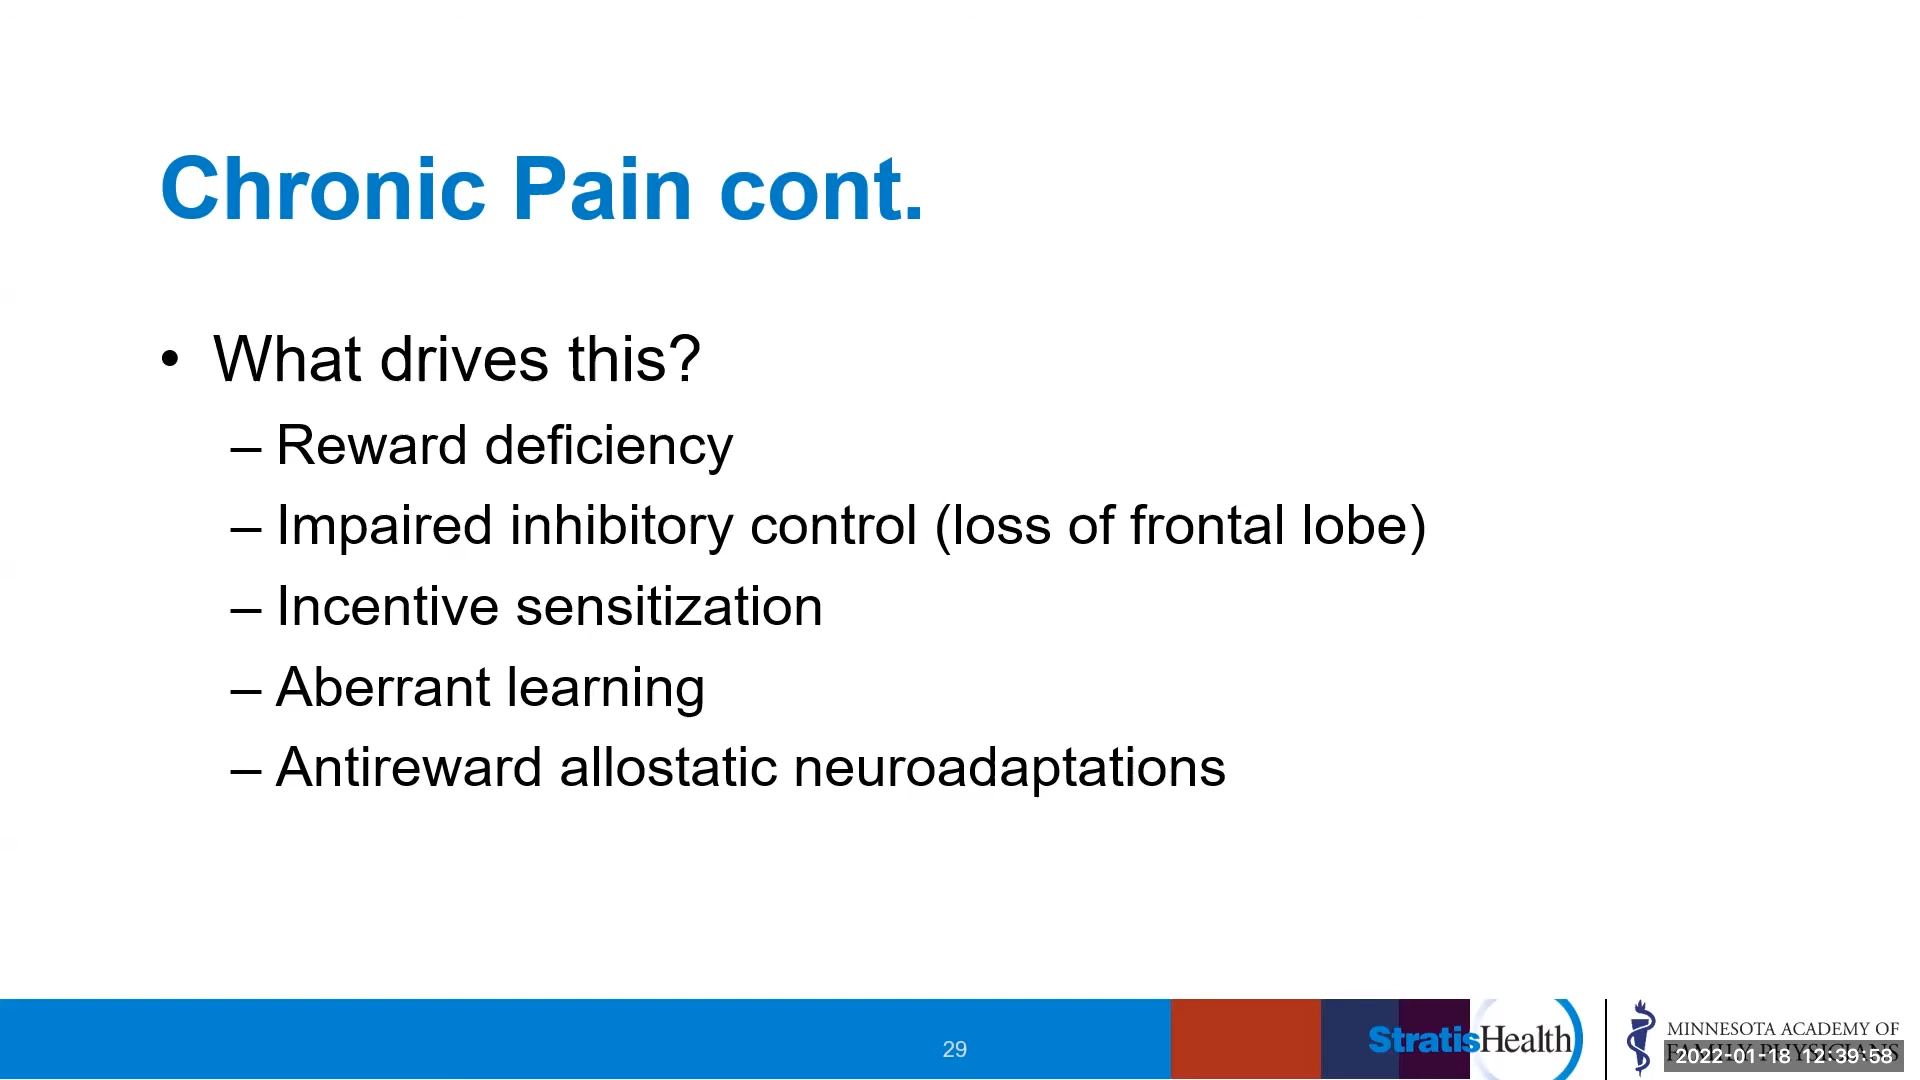 Chronic Pain cont.
• What drives this?
– Reward deficiency
– Impaired inhibitory control (loss of frontal lobe)
– Incentive sensitization
– Aberrant learning
– Antireward allostatic neuroadaptations
29
StratisHealth
MINNESOTA ACADEMY OF
FAMILY PHYSICIANS
2022-01-18 12:39:58